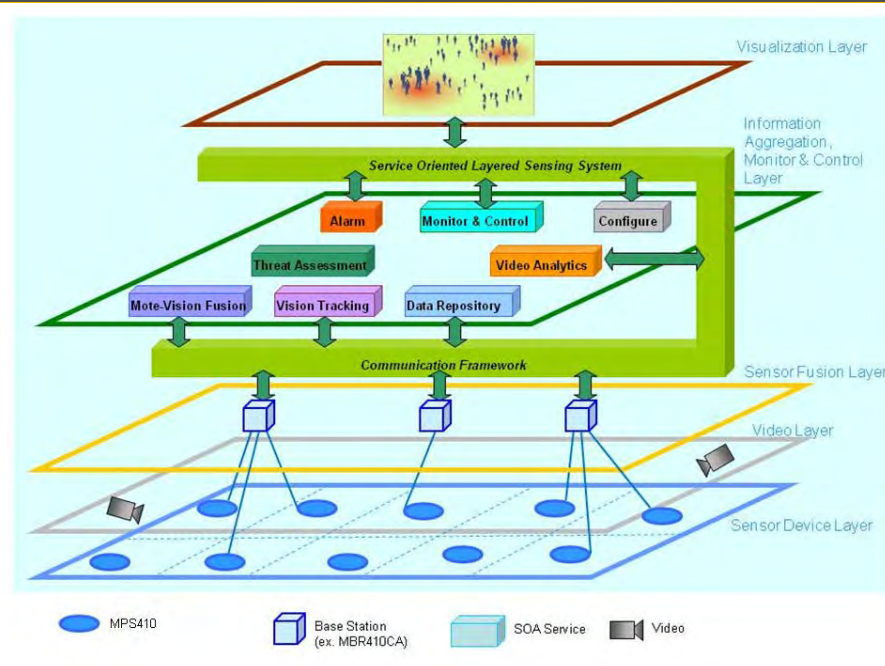 Visualization Layer
Information
Aggregation,
Monitor & Control
Layer
Service Oriented Layered Sensing System
Alarm
Monitor & Control
Configure
Threat Assessment
Video Analytics
Mote-Vision Fusion
Vision Tracking
Data Repository
Communication Framework
Sensor Fusion Layer
Video Layer
Sensor Device Layer
MPS410
Base Station
(ex. MBR410CA)
SOA Service
Video